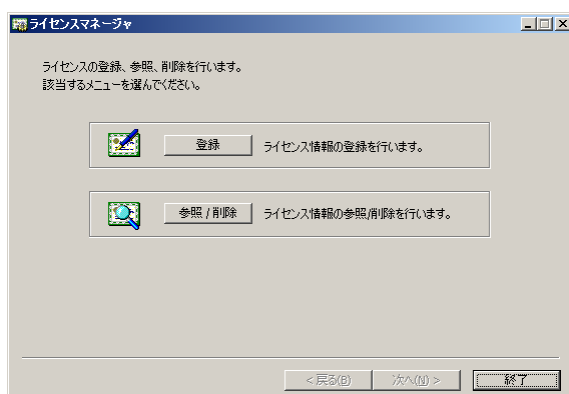 ライセンスマネージャ
ライセンスの登録、参照、削除を行います。
該当するメニューを選んでください。
登録 ライセンス情報の登録を行います。
参照 / 削除 ライセンス情報の参照/削除を行います。
< 戻る(B) 次へ(N) > 終了